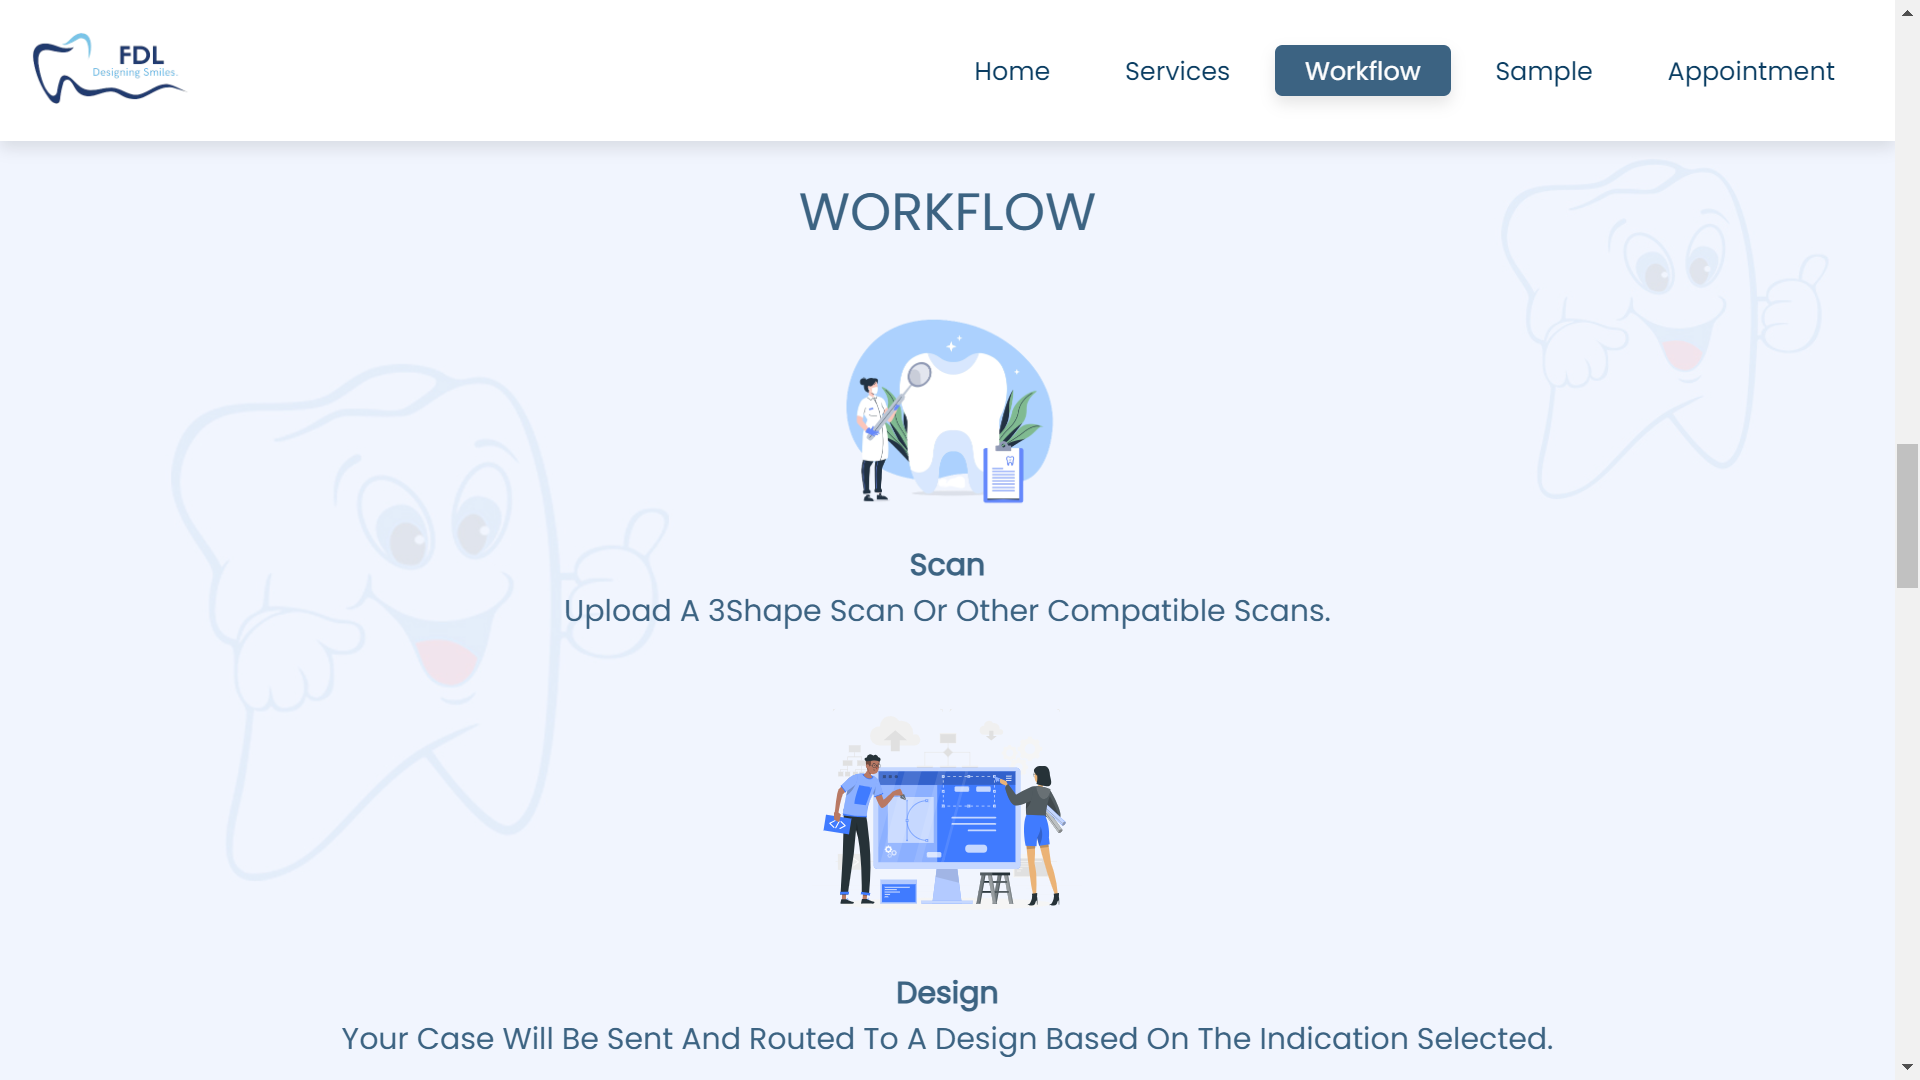 FDL
Designing Smiles.
Home Services Workflow Sample Appointment
WORKFLOW
Scan
Upload A 3Shape Scan Or Other Compatible Scans.
Design
Your Case Will Be Sent And Routed To A Design Based On The Indication Selected.